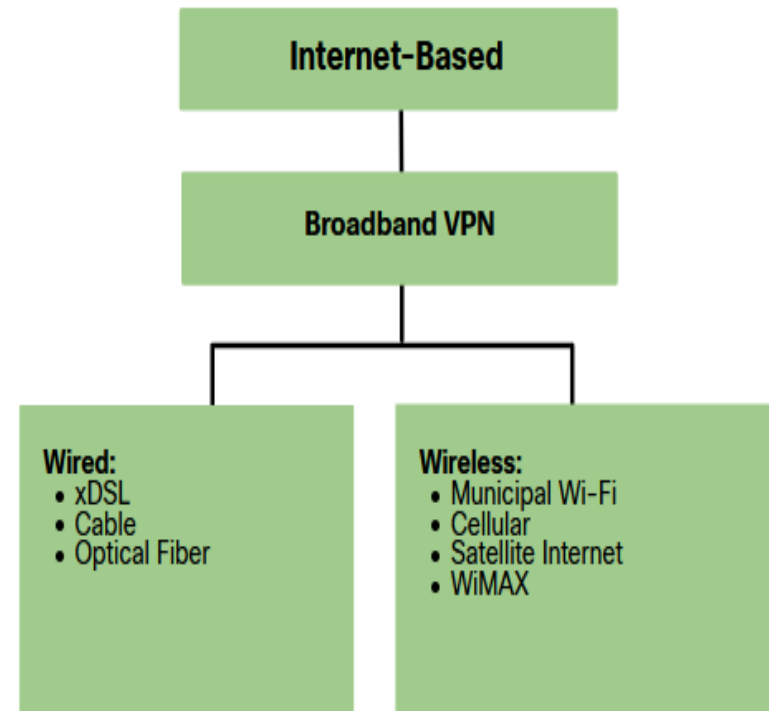 Internet-Based
Broadband VPN
Wired:
• xDSL
• Cable
• Optical Fiber
Wireless:
• Municipal Wi-Fi
• Cellular
• Satellite Internet
• WiMAX